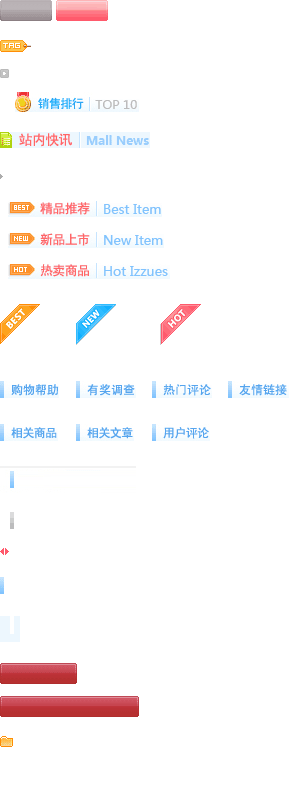 TAG
销售排行 TOP 10
站内快讯 Mall News
BEST 精品推荐 Best Item
NEW 新品上市 New Item
HOT 热卖商品 Hot Izzues
BEST NEW HOT
购物帮助 有奖调查 热门评论 友情链接
相关商品 相关文章 用户评论